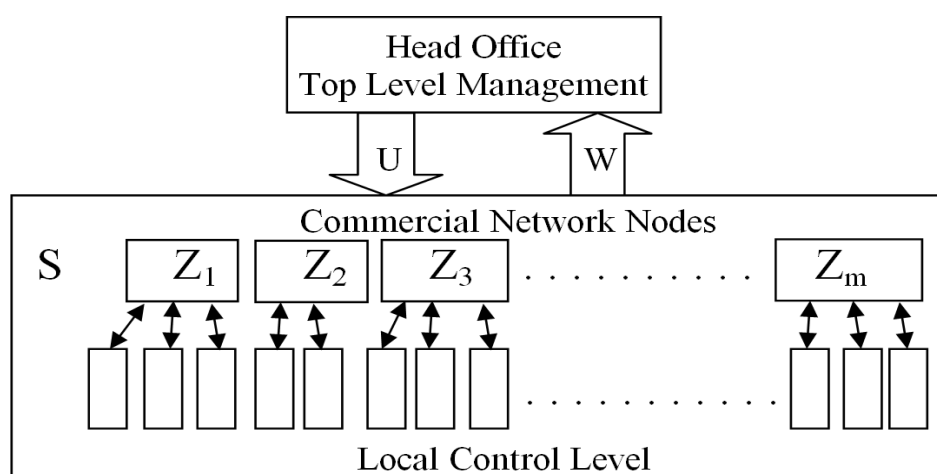 Head Office
Top Level Management
U W
Commercial Network Nodes
S Z₁ Z₂ Z₃ . . . . . . . . . . Zₘ
. . . . . . . . . . .
Local Control Level